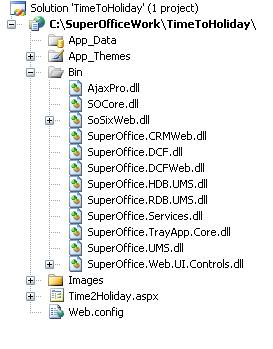 Solution 'TimeToHoliday' (1 project)
C:\SuperOfficeWork\TimeToHoliday\
App_Data
App_Themes
Bin
AjaxPro.dll
SOCore.dll
SoSixWeb.dll
SuperOffice.CRMWeb.dll
SuperOffice.DCF.dll
SuperOffice.DCFWeb.dll
SuperOffice.HDB.UMS.dll
SuperOffice.RDB.UMS.dll
SuperOffice.Services.dll
SuperOffice.TrayApp.Core.dll
SuperOffice.UMS.dll
SuperOffice.Web.UI.Controls.dll
Images
Time2Holiday.aspx
Web.config